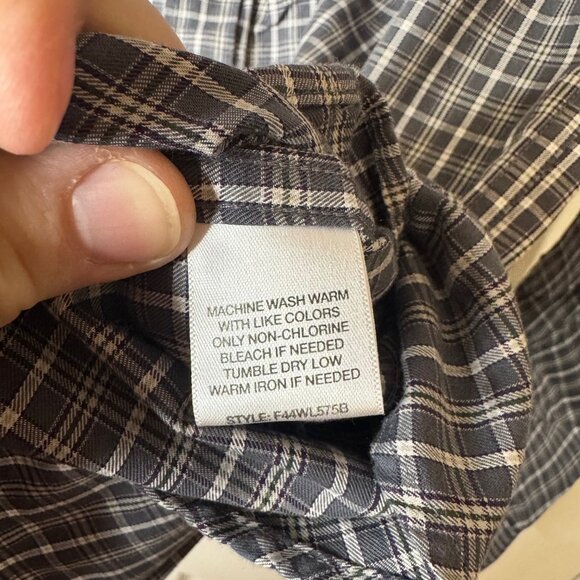 MACHINE WASH WARM
WITH LIKE COLORS
ONLY NON-CHLORINE
BLEACH IF NEEDED
TUMBLE DRY LOW
WARM IRON IF NEEDED
STYLE: F44WL575B